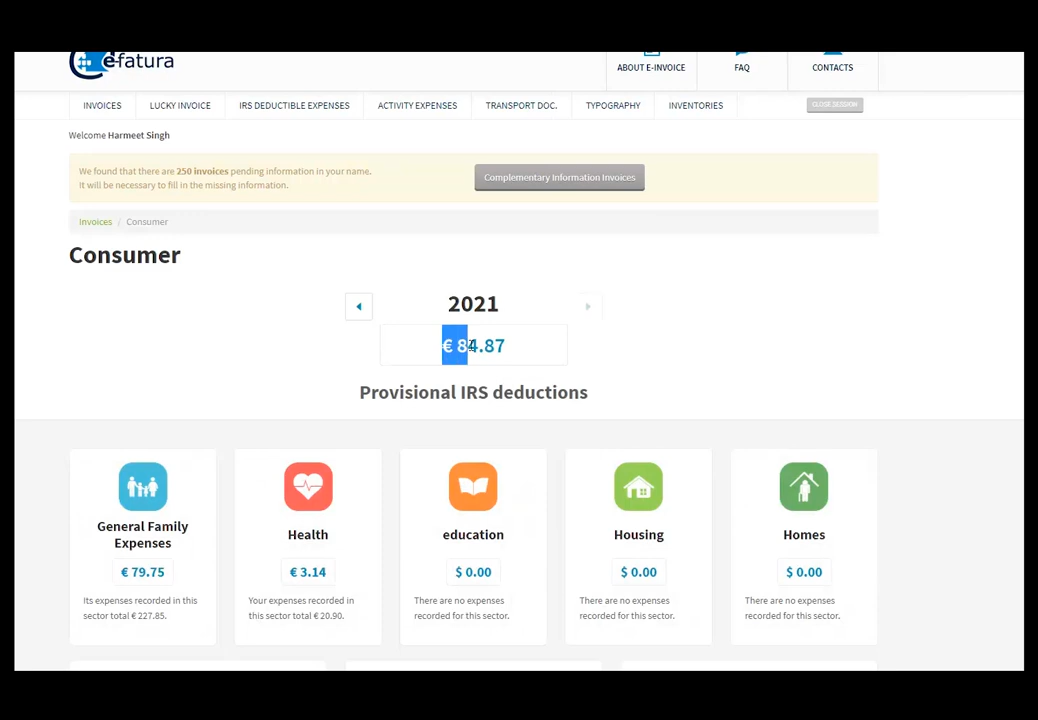 efatura
ABOUT E-INVOICE
FAQ
CONTACTS
INVOICES
LUCKY INVOICE
IRS DEDUCTIBLE EXPENSES
ACTIVITY EXPENSES
TRANSPORT DOC.
TYPOGRAPHY
INVENTORIES
CLOSE SESSION
Welcome Harmeet Singh
We found that there are 250 invoices pending information in your name.
It will be necessary to fill in the missing information.
Complementary Information Invoices
Invoices / Consumer
Consumer
2021
€ 84.87
Provisional IRS deductions
General Family
Expenses
€ 79.75
Its expenses recorded in this
sector total € 227.85.
Health
€ 3.14
Your expenses recorded in
this sector total € 20.90.
education
$ 0.00
There are no expenses
recorded for this sector.
Housing
$ 0.00
There are no expenses
recorded for this sector.
Homes
$ 0.00
There are no expenses
recorded for this sector.